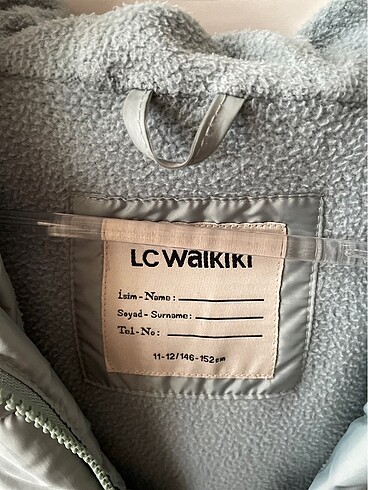 LC WAIKIKI
İsim-Name:
Soyad-Surname:
Tel-No:
11-12/146-152cm